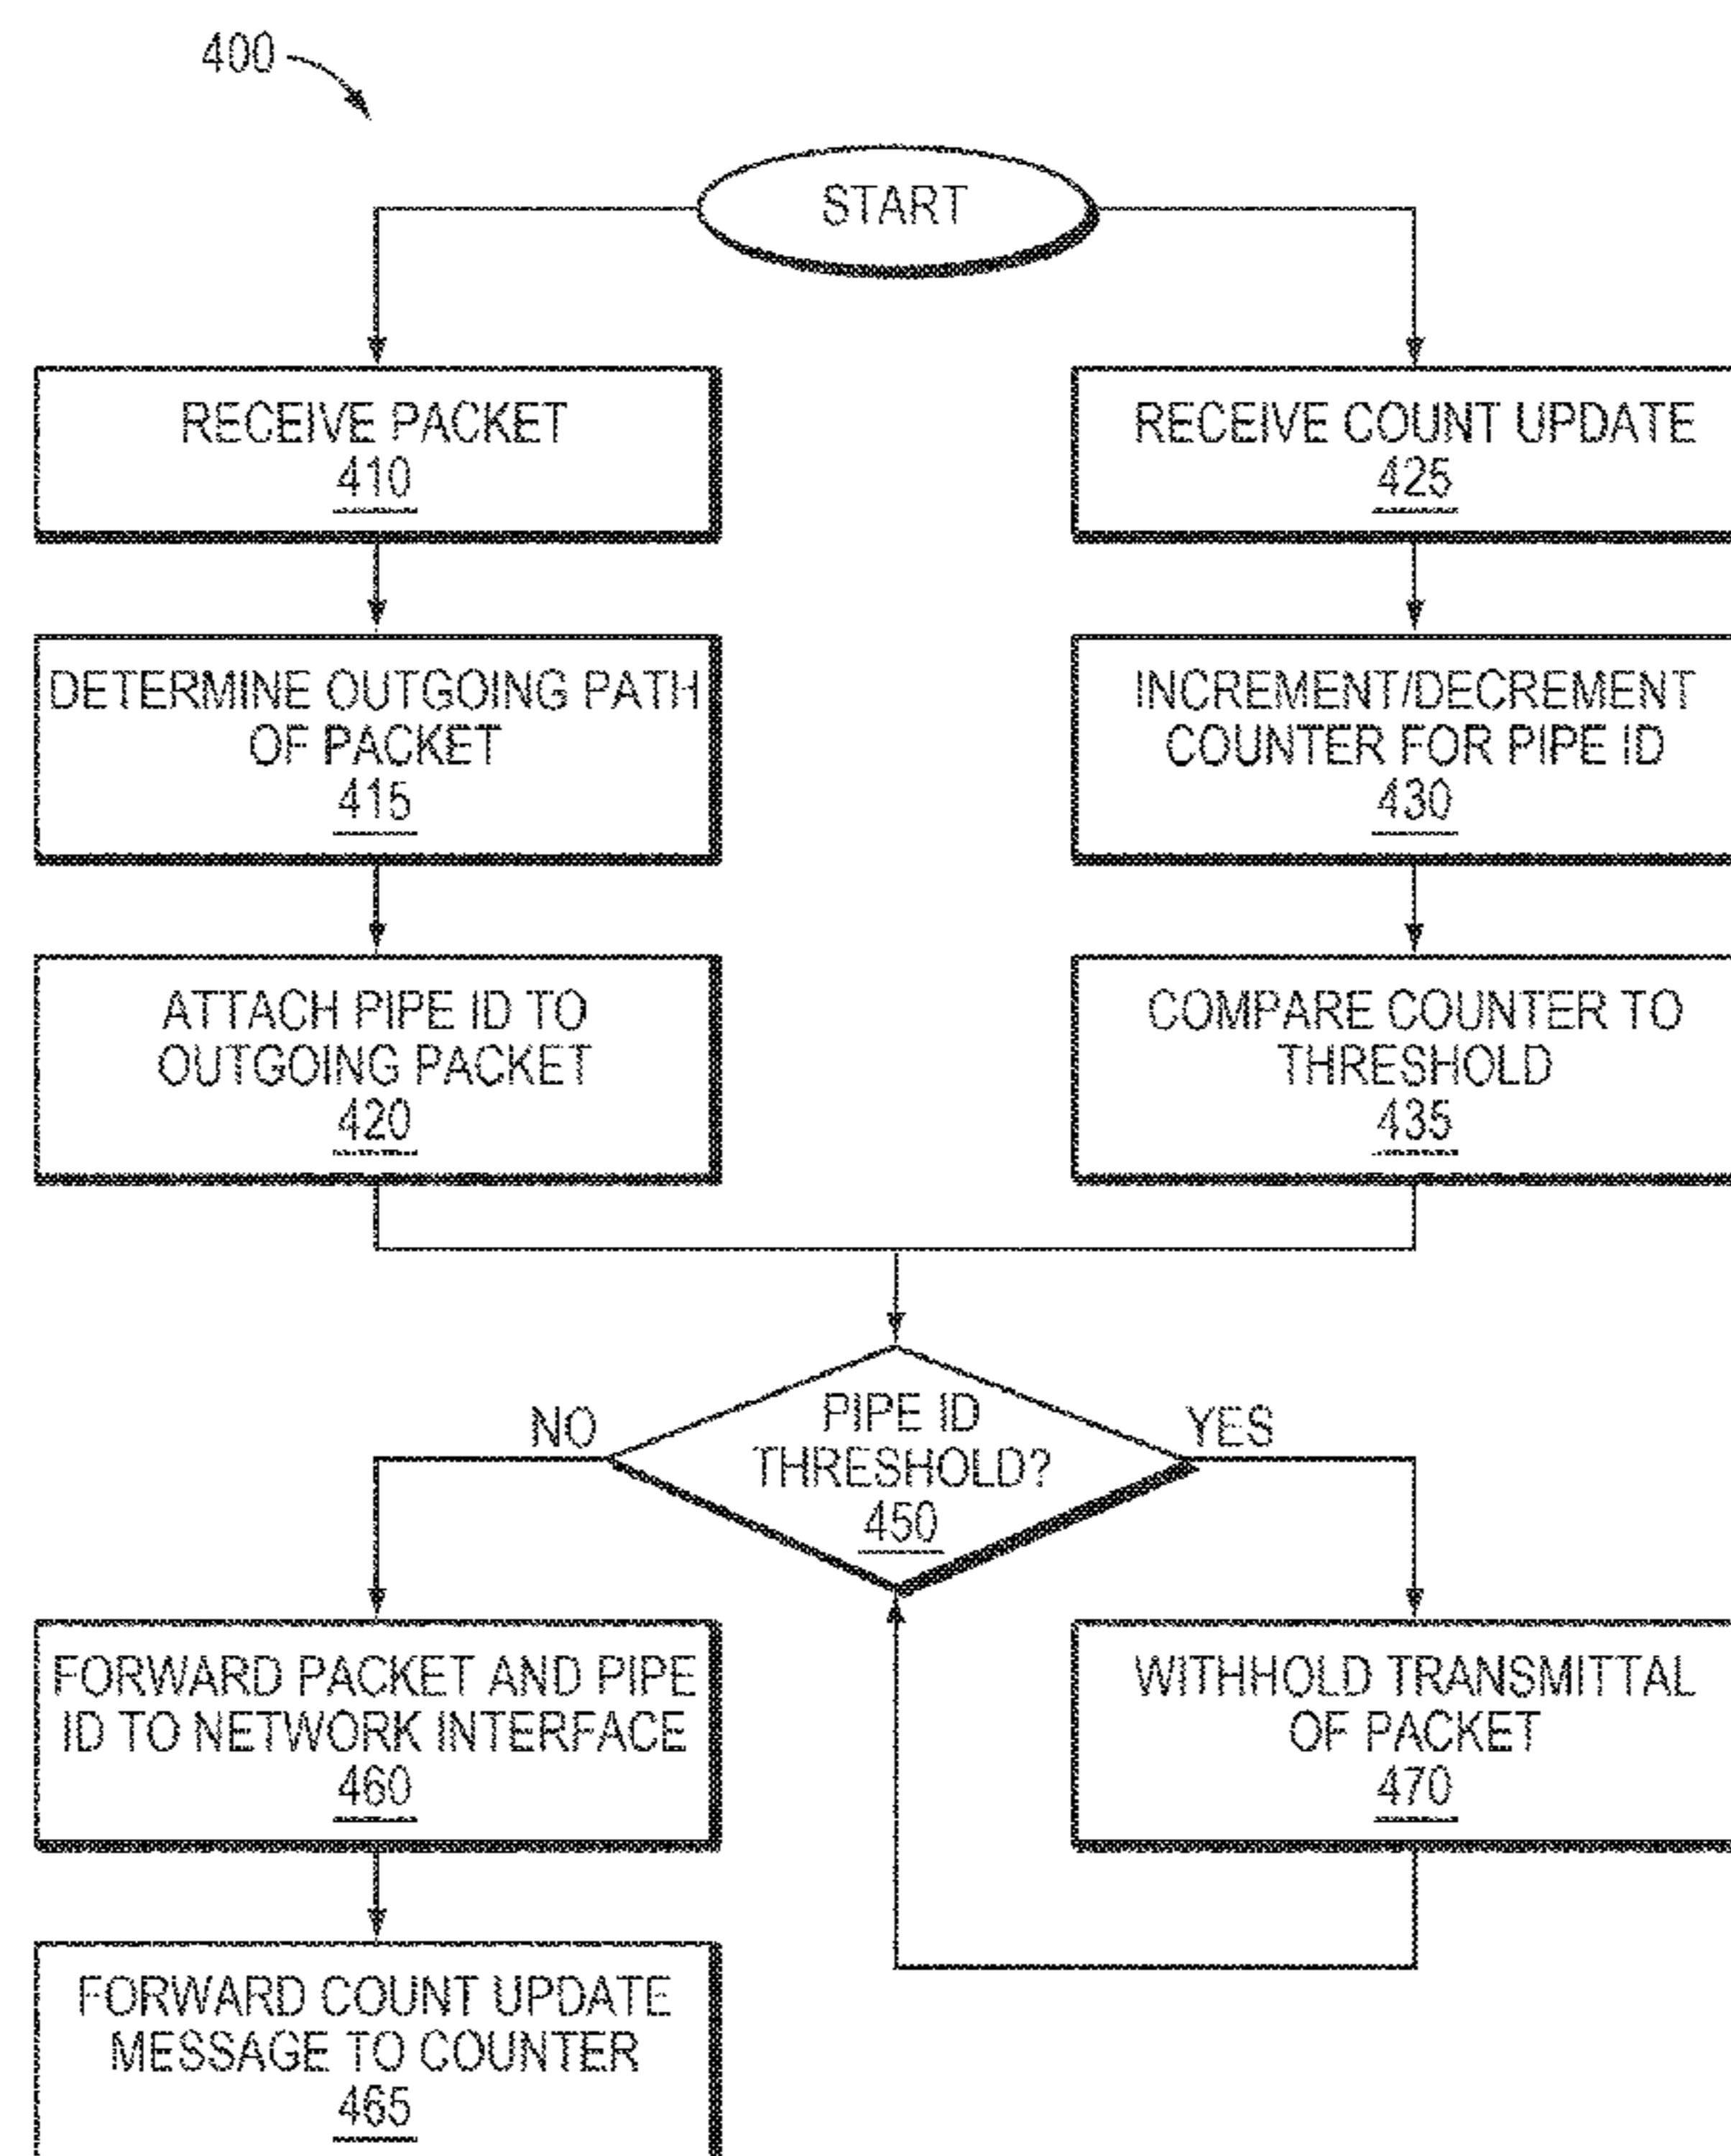 400
START
RECEIVE PACKET
410
RECEIVE COUNT UPDATE
425
DETERMINE OUTGOING PATH
OF PACKET
415
INCREMENT/DECREMENT
COUNTER FOR PIPE ID
430
ATTACH PIPE ID TO
OUTGOING PACKET
420
COMPARE COUNTER TO
THRESHOLD
435
PIPE ID
THRESHOLD?
450
NO
YES
FORWARD PACKET AND PIPE
ID TO NETWORK INTERFACE
460
WITHHOLD TRANSMITTAL
OF PACKET
470
FORWARD COUNT UPDATE
MESSAGE TO COUNTER
465